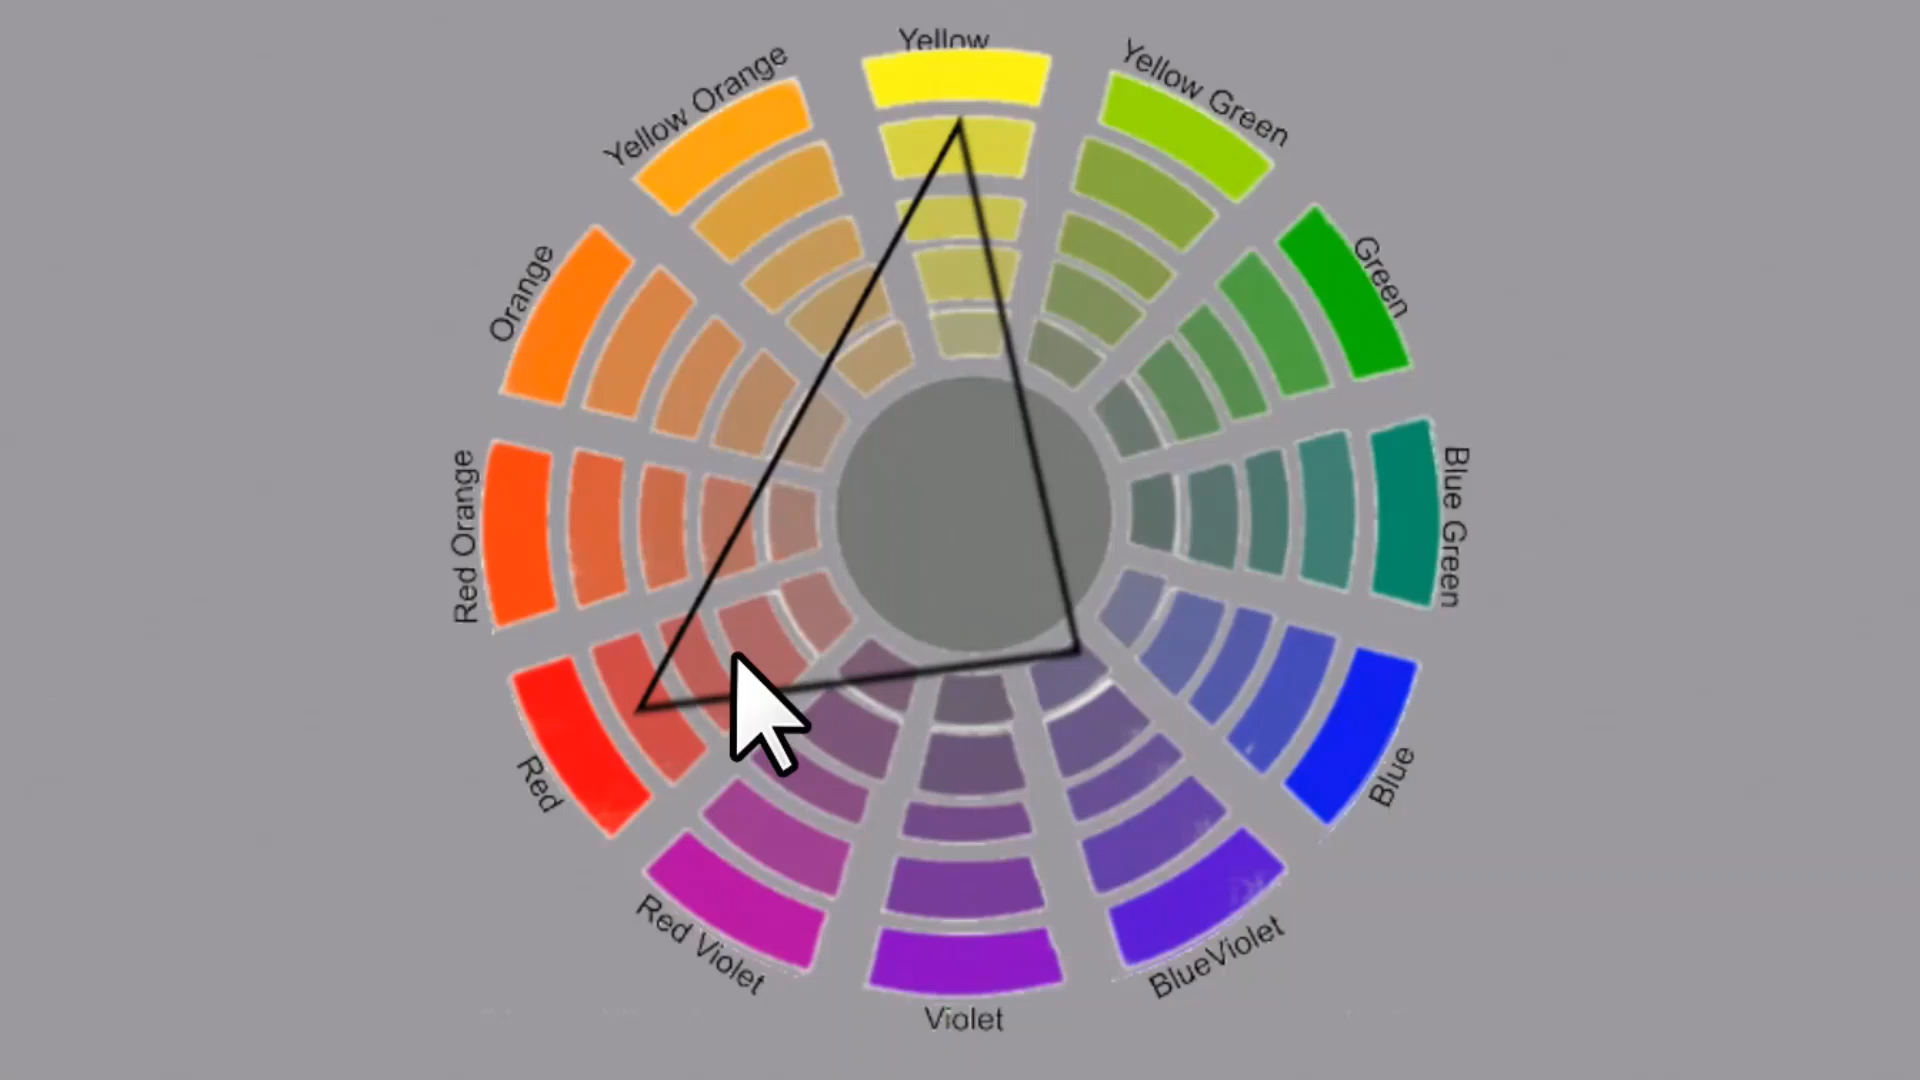 Yellow
Yellow Green
Green
Blue Green
Blue
BlueViolet
Violet
Red Violet
Red
Red Orange
Orange
Yellow Orange